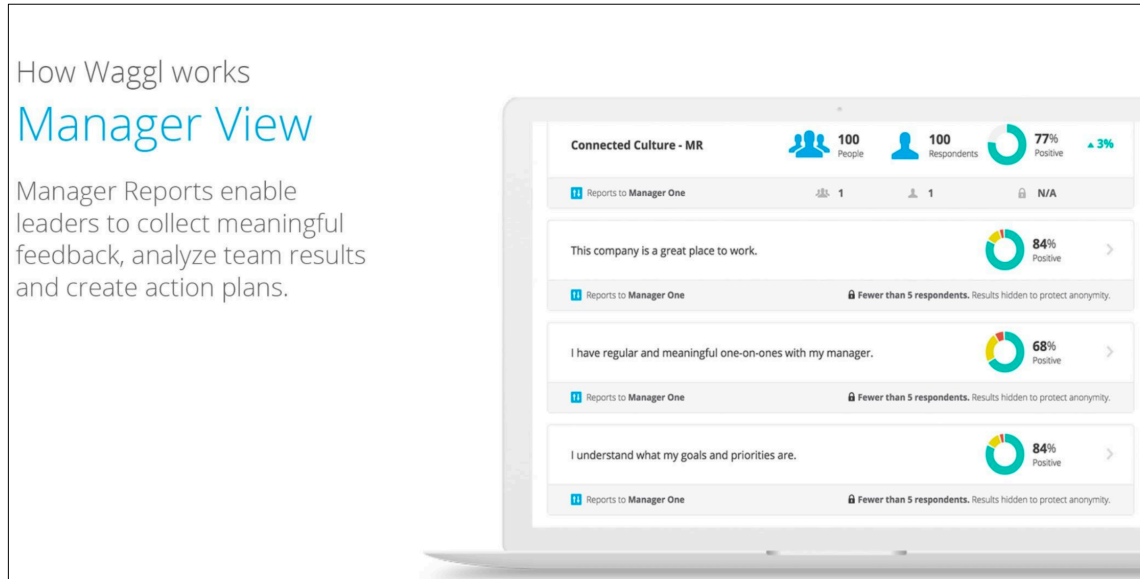 How Waggl works
Manager View
Manager Reports enable
leaders to collect meaningful
feedback, analyze team results
and create action plans.
Connected Culture - MR
100
People
100
Respondents
77%
Positive
3%
Reports to Manager One
1
1
N/A
This company is a great place to work.
84%
Positive
Reports to Manager One
Fewer than 5 respondents. Results hidden to protect anonymity.
I have regular and meaningful one-on-ones with my manager.
68%
Positive
Reports to Manager One
Fewer than 5 respondents. Results hidden to protect anonymity.
I understand what my goals and priorities are.
84%
Positive
Reports to Manager One
Fewer than 5 respondents. Results hidden to protect anonymity.